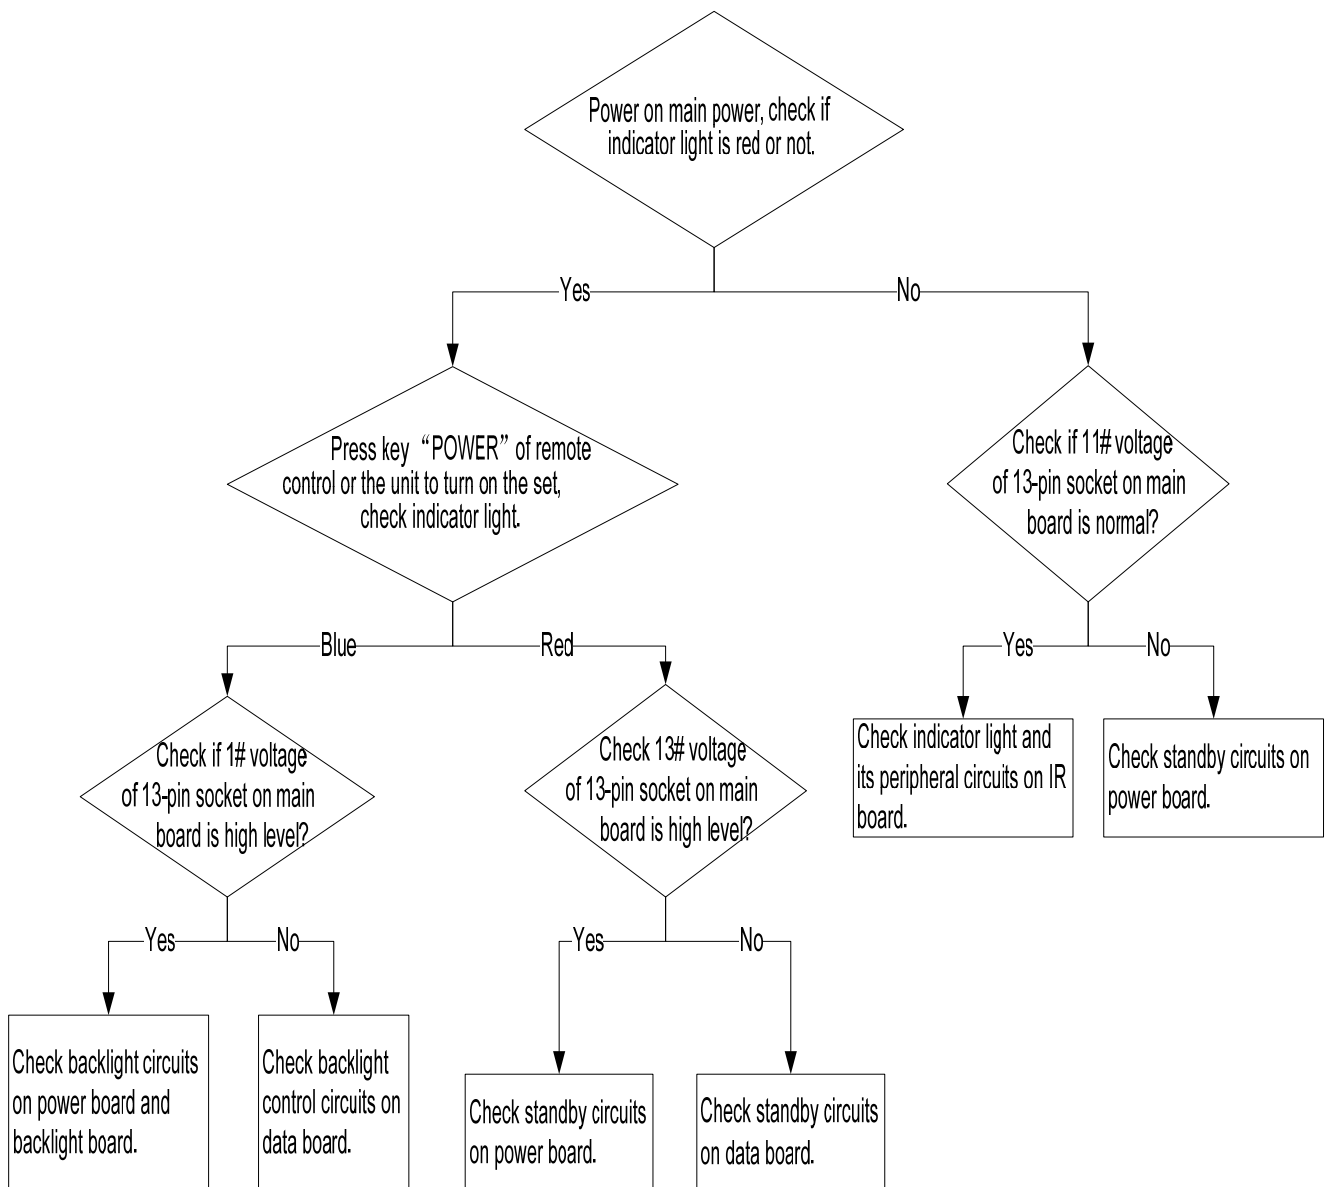 Power on main power, check if
indicator light is red or not.
Yes
No
Press key “POWER” of remote
control or the unit to turn on the set,
check indicator light.
Check if 11# voltage
of 13-pin socket on main
board is normal?
Blue
Red
Yes
No
Check if 1# voltage
of 13-pin socket on main
board is high level?
Check 13# voltage
of 13-pin socket on main
board is high level?
Check indicator light and
its peripheral circuits on IR
board.
Check standby circuits on
power board.
Yes
No
Yes
No
Check backlight circuits
on power board and
backlight board.
Check backlight
control circuits on
data board.
Check standby circuits
on power board.
Check standby circuits
on data board.